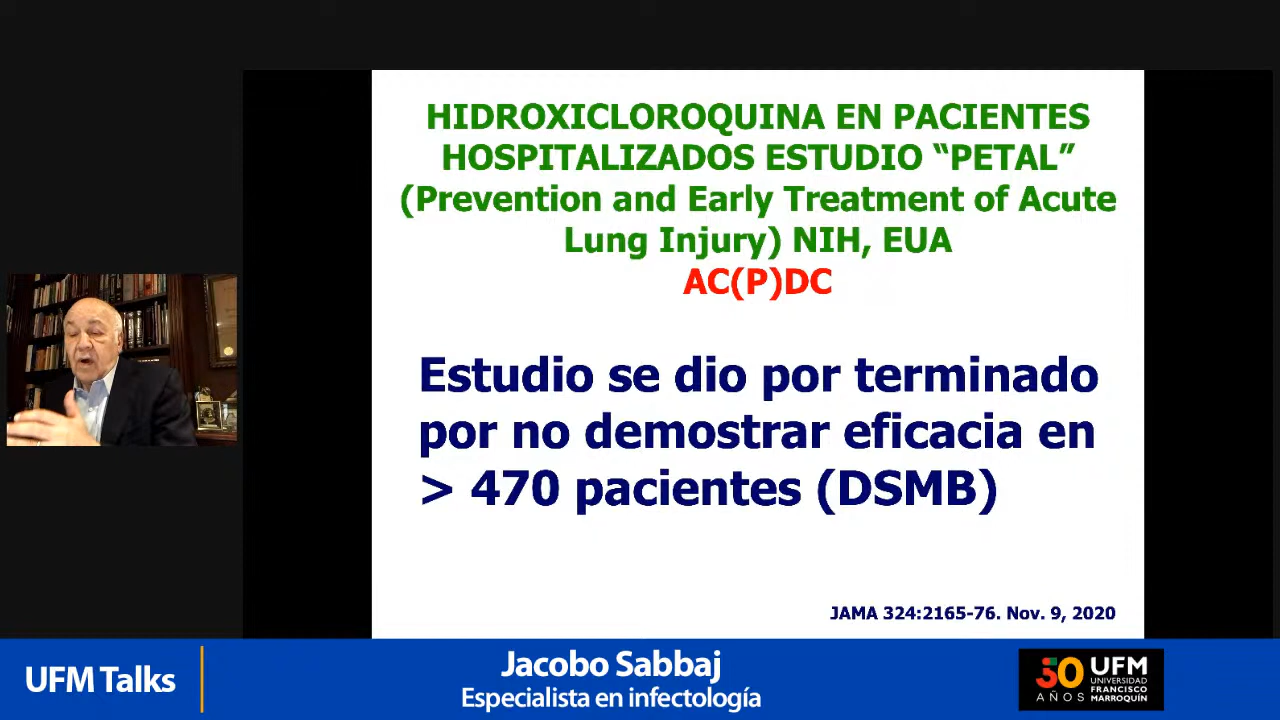 HIDROXICLOROQUINA EN PACIENTES
HOSPITALIZADOS ESTUDIO “PETAL”
(Prevention and Early Treatment of Acute
Lung Injury) NIH, EUA
AC(P)DC
Estudio se dio por terminado
por no demostrar eficacia en
> 470 pacientes (DSMB)
JAMA 324:2165-76. Nov. 9, 2020
UFM Talks
Jacobo Sabbaj
Especialista en infectología
50 AÑOS
UFM
UNIVERSIDAD
FRANCISCO
MARROQUÍN